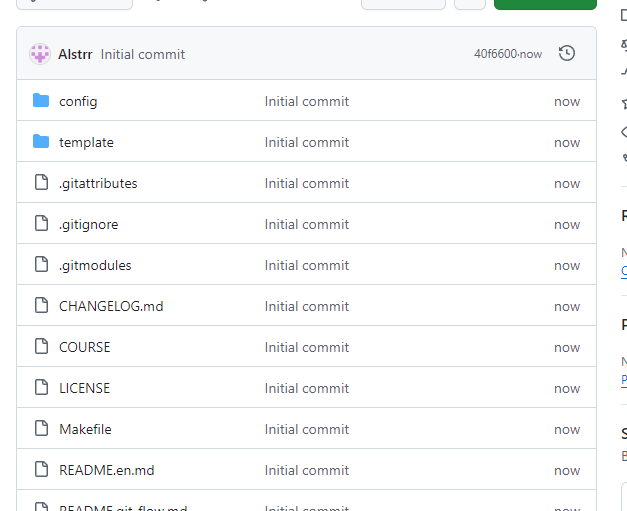 Alstrr Initial commit 40f6600·now
config Initial commit now
template Initial commit now
.gitattributes Initial commit now
.gitignore Initial commit now
.gitmodules Initial commit now
CHANGELOG.md Initial commit now
COURSE Initial commit now
LICENSE Initial commit now
Makefile Initial commit now
README.en.md Initial commit now
README.git-flow.md Initial commit now